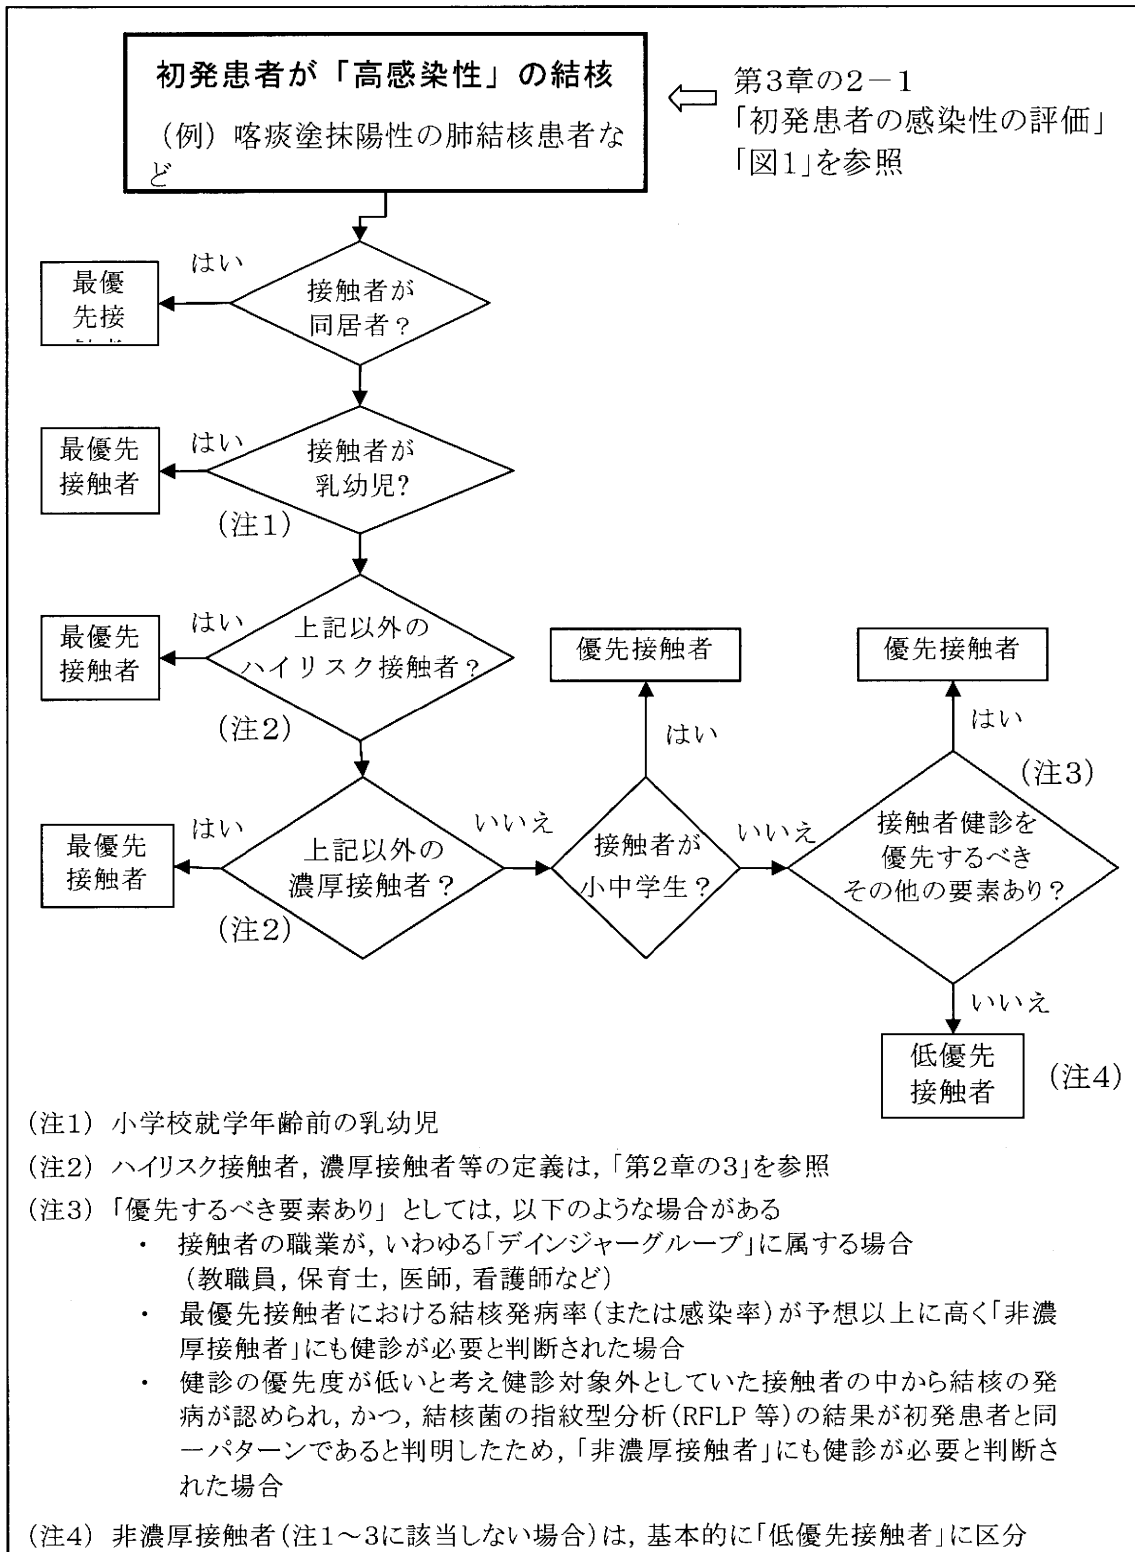 初発患者が「高感染性」の結核
(例) 喀痰塗抹陽性の肺結核患者な
ど
第3章の2-1
「初発患者の感染性の評価」
「図1」を参照
はい
最優
先接
接触者が
同居者？
はい
最優先
接触者
接触者が
乳幼児?
(注1)
はい
最優先
接触者
上記以外の
ハイリスク接触者？
(注2)
優先接触者
はい
優先接触者
はい
(注3)
はい
最優先
接触者
上記以外の
濃厚接触者？
(注2)
いいえ
接触者が
小中学生？
いいえ
接触者健診を
優先するべき
その他の要素あり？
いいえ
低優先
接触者
(注4)
(注1) 小学校就学年齢前の乳幼児
(注2) ハイリスク接触者, 濃厚接触者等の定義は,「第2章の3」を参照
(注3) 「優先するべき要素あり」としては, 以下のような場合がある
・ 接触者の職業が, いわゆる「デインジャーグループ」に属する場合
(教職員, 保育士, 医師, 看護師など)
・ 最優先接触者における結核発病率(または感染率)が予想以上に高く「非濃
厚接触者」にも健診が必要と判断された場合
・ 健診の優先度が低いと考え健診対象外としていた接触者の中から結核の発
病が認められ, かつ, 結核菌の指紋型分析(RFLP 等)の結果が初発患者と同
一パターンであると判明したため,「非濃厚接触者」にも健診が必要と判断さ
れた場合
(注4) 非濃厚接触者(注1～3に該当しない場合)は, 基本的に「低優先接触者」に区分